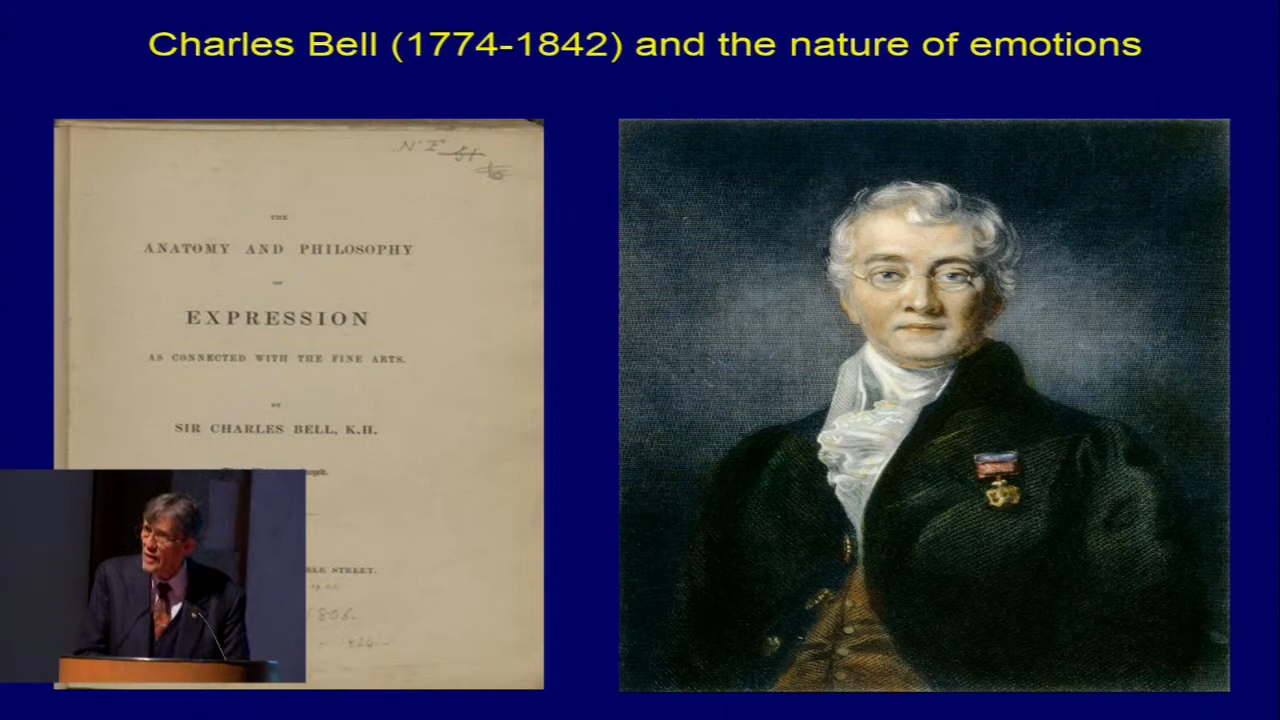 Charles Bell (1774-1842) and the nature of emotions
THE
ANATOMY AND PHILOSOPHY
OF
EXPRESSION
AS CONNECTED WITH THE FINE ARTS.
BY
SIR CHARLES BELL, K.H.
STREET.